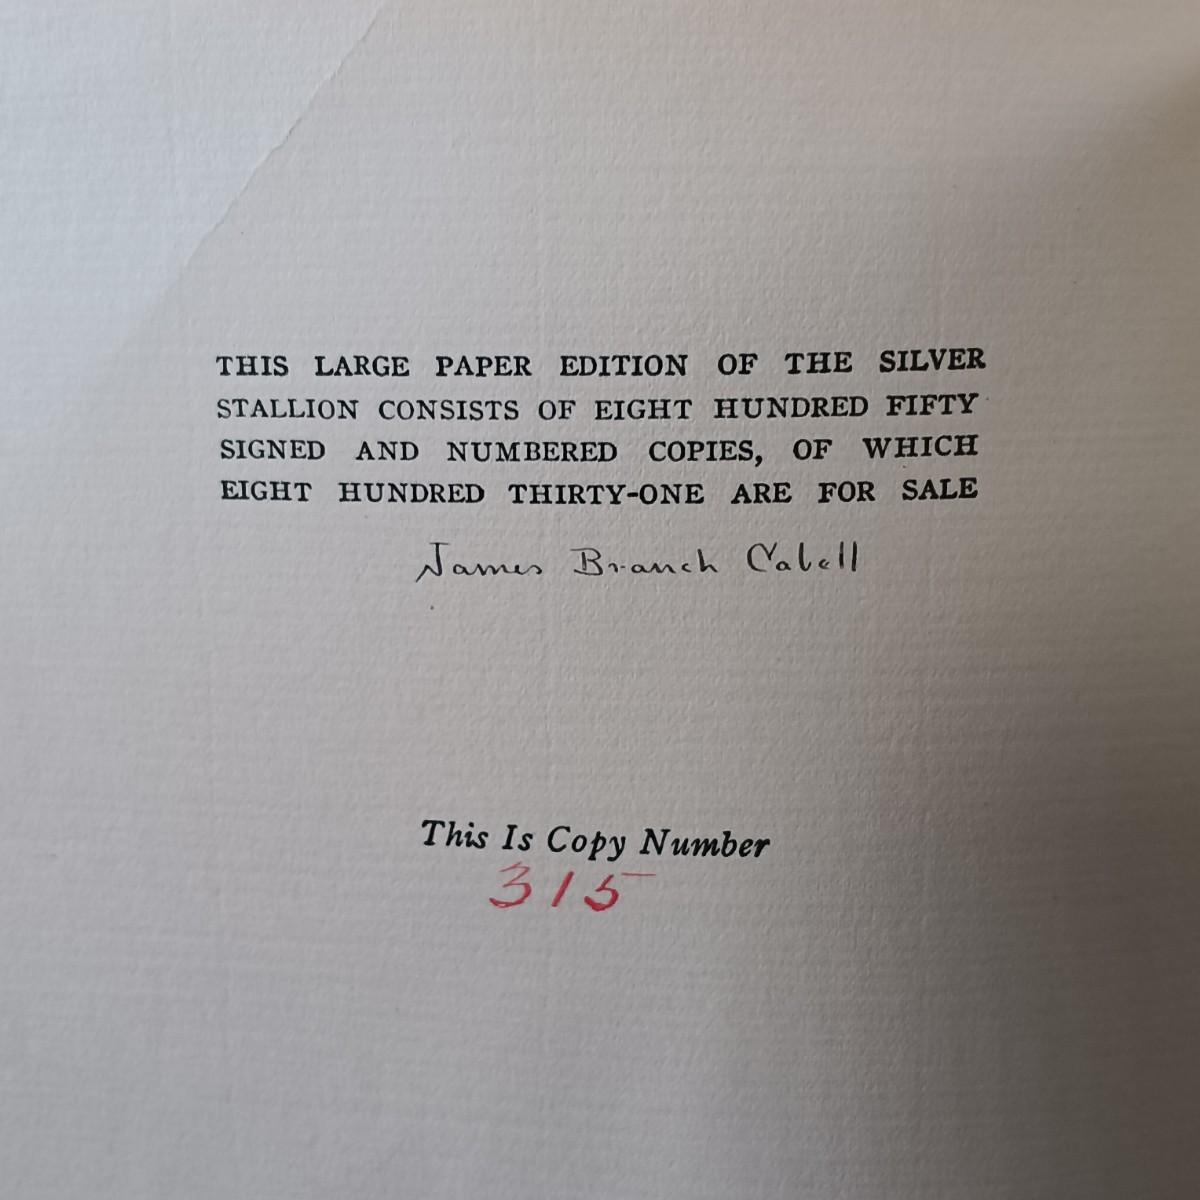 THIS LARGE PAPER EDITION OF THE SILVER
STALLION CONSISTS OF EIGHT HUNDRED FIFTY
SIGNED AND NUMBERED COPIES, OF WHICH
EIGHT HUNDRED THIRTY-ONE ARE FOR SALE
James Branch Cabell
This Is Copy Number
315